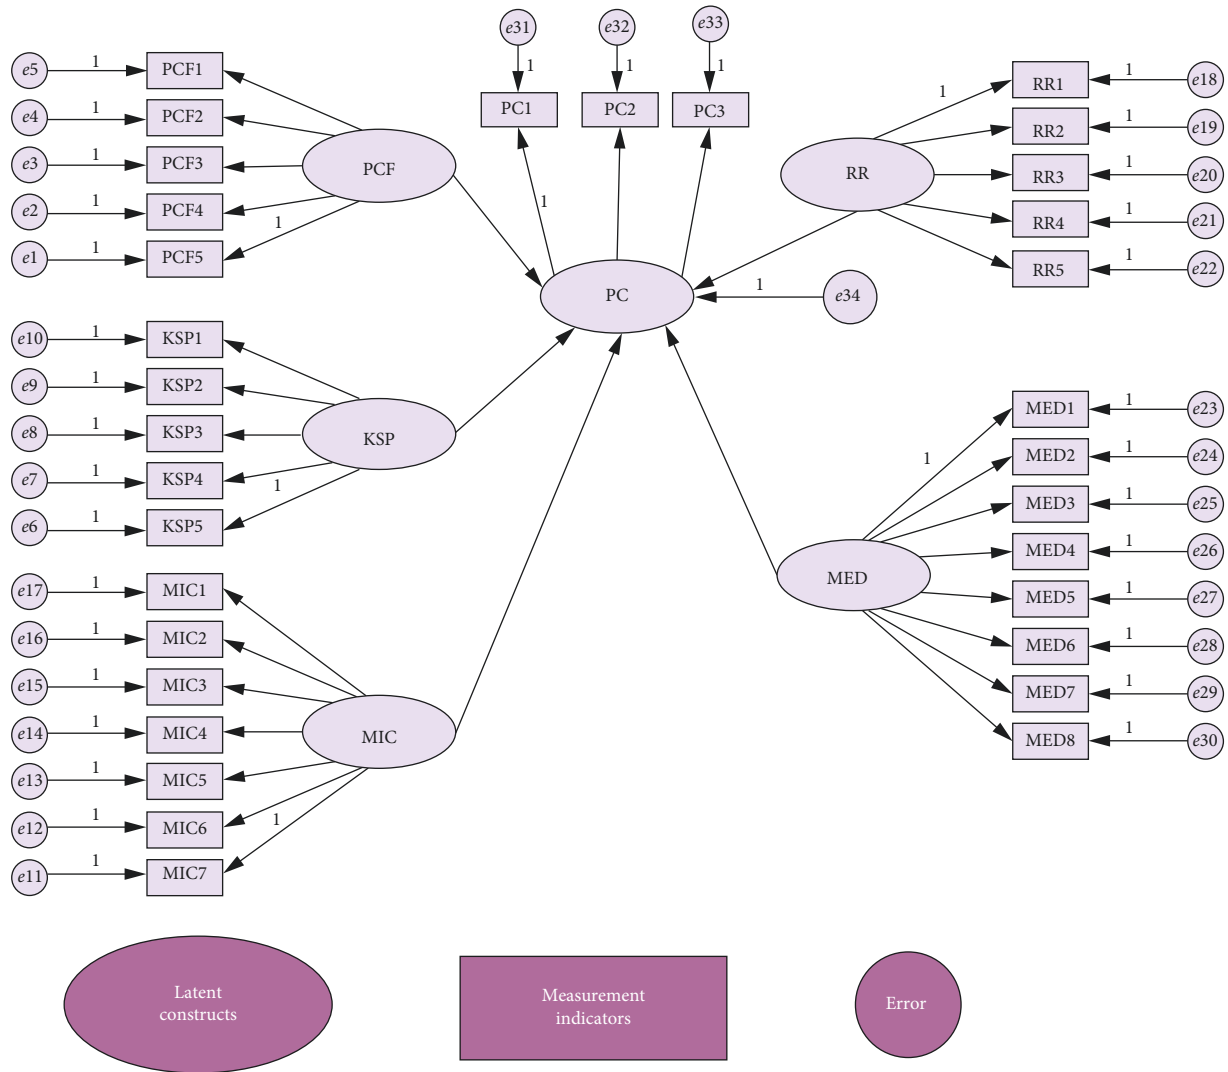 e31
e32
e33
1
1
1
PC1
PC2
PC3
e5
1
PCF1
e4
1
PCF2
e3
1
PCF3
e2
1
PCF4
e1
1
PCF5
PCF
1
1
RR
1
RR1
1
e18
RR2
1
e19
RR3
1
e20
RR4
1
e21
RR5
1
e22
PC
1
e34
e10
1
KSP1
e9
1
KSP2
e8
1
KSP3
e7
1
KSP4
e6
1
KSP5
KSP
1
MED
1
MED1
1
e23
MED2
1
e24
MED3
1
e25
MED4
1
e26
MED5
1
e27
MED6
1
e28
MED7
1
e29
MED8
1
e30
e17
1
MIC1
e16
1
MIC2
e15
1
MIC3
e14
1
MIC4
e13
1
MIC5
e12
1
MIC6
e11
1
MIC7
MIC
1
Latent
constructs
Measurement
indicators
Error